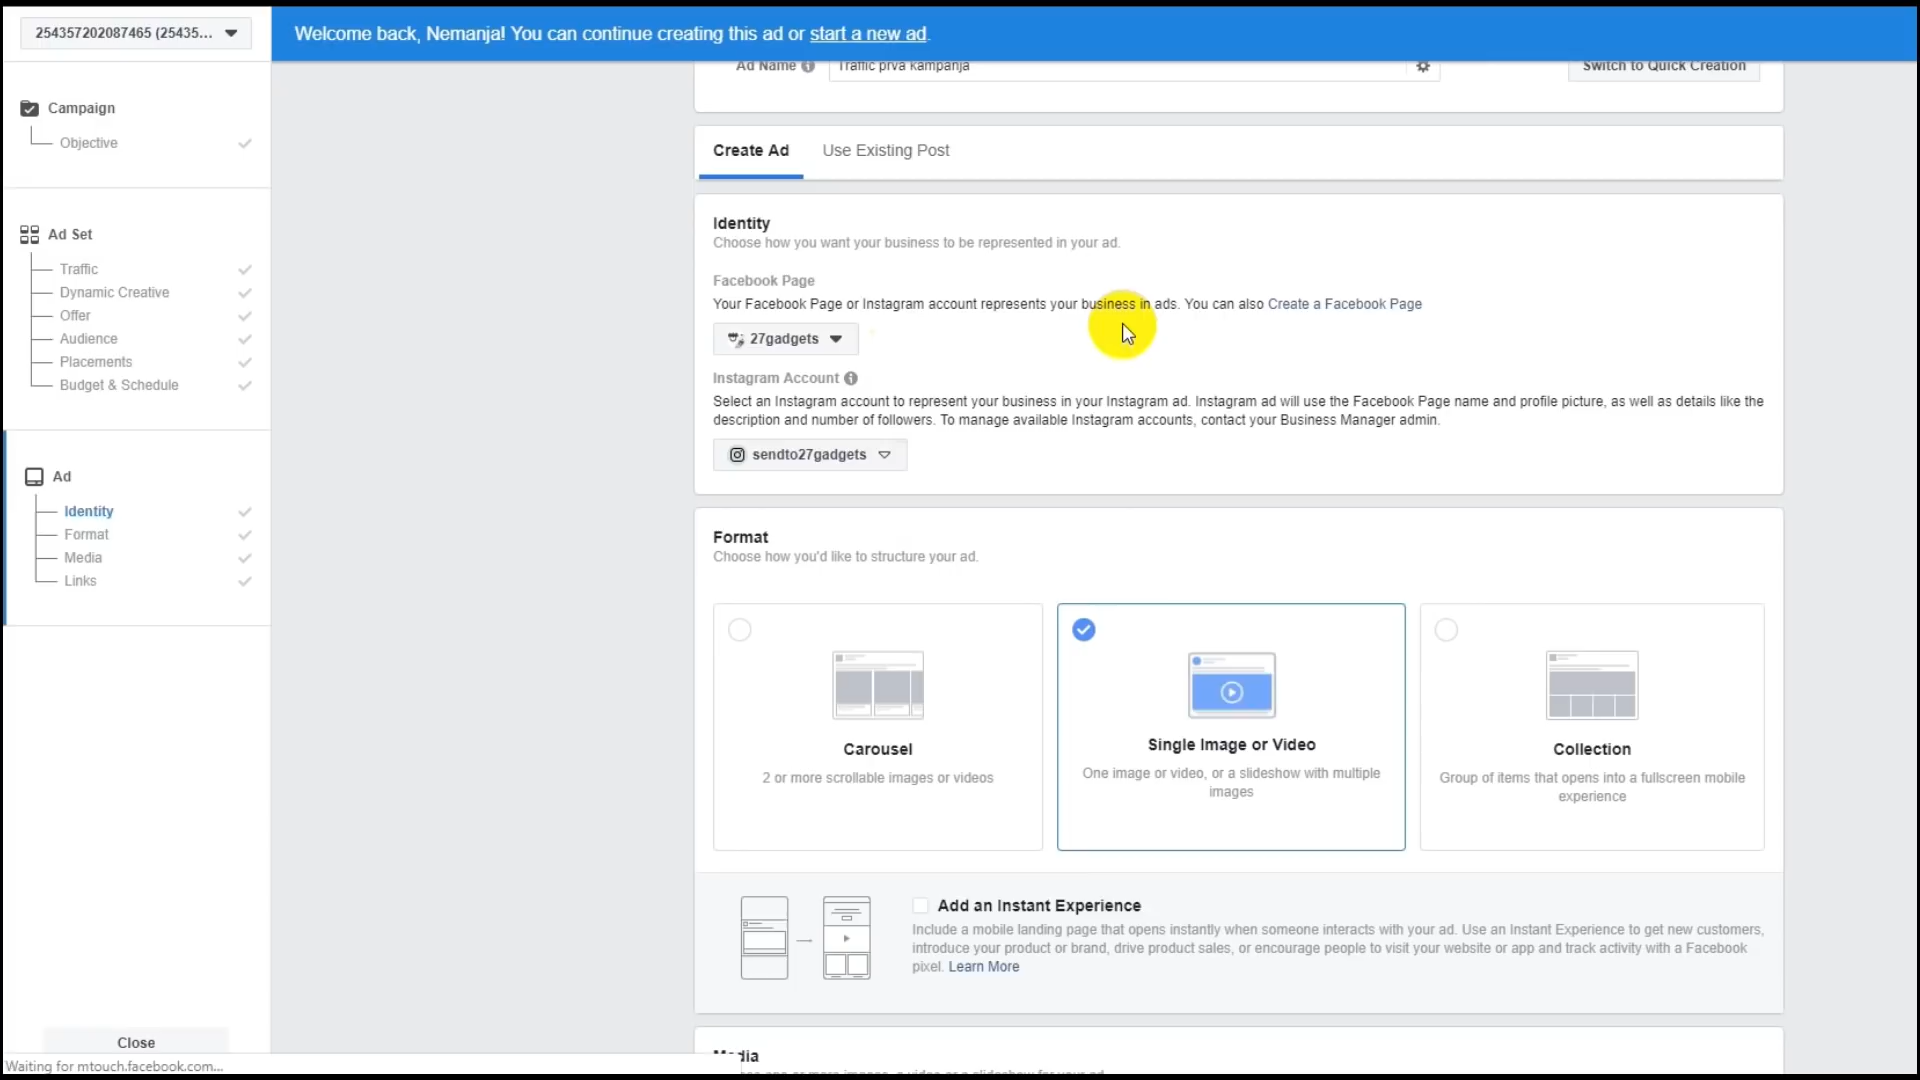 254357202087465 (25435...
Welcome back, Nemanja! You can continue creating this ad or start a new ad.
Ad Name
Traffic prva kampanja
Switch to Quick Creation
Campaign
Objective
Ad Set
Traffic
Dynamic Creative
Offer
Audience
Placements
Budget & Schedule
Ad
Identity
Format
Media
Links
Close
Waiting for mtouch.facebook.com...
Create Ad
Use Existing Post
Identity
Choose how you want your business to be represented in your ad.
Facebook Page
Your Facebook Page or Instagram account represents your business in ads. You can also Create a Facebook Page
27gadgets
Instagram Account
Select an Instagram account to represent your business in your Instagram ad. Instagram ad will use the Facebook Page name and profile picture, as well as details like the
description and number of followers. To manage available Instagram accounts, contact your Business Manager admin.
sendto27gadgets
Format
Choose how you'd like to structure your ad.
Carousel
2 or more scrollable images or videos
Single Image or Video
One image or video, or a slideshow with multiple
images
Collection
Group of items that opens into a fullscreen mobile
experience
Add an Instant Experience
Include a mobile landing page that opens instantly when someone interacts with your ad. Use an Instant Experience to get new customers,
introduce your product or brand, drive product sales, or encourage people to visit your website or app and track activity with a Facebook
pixel. Learn More
Media